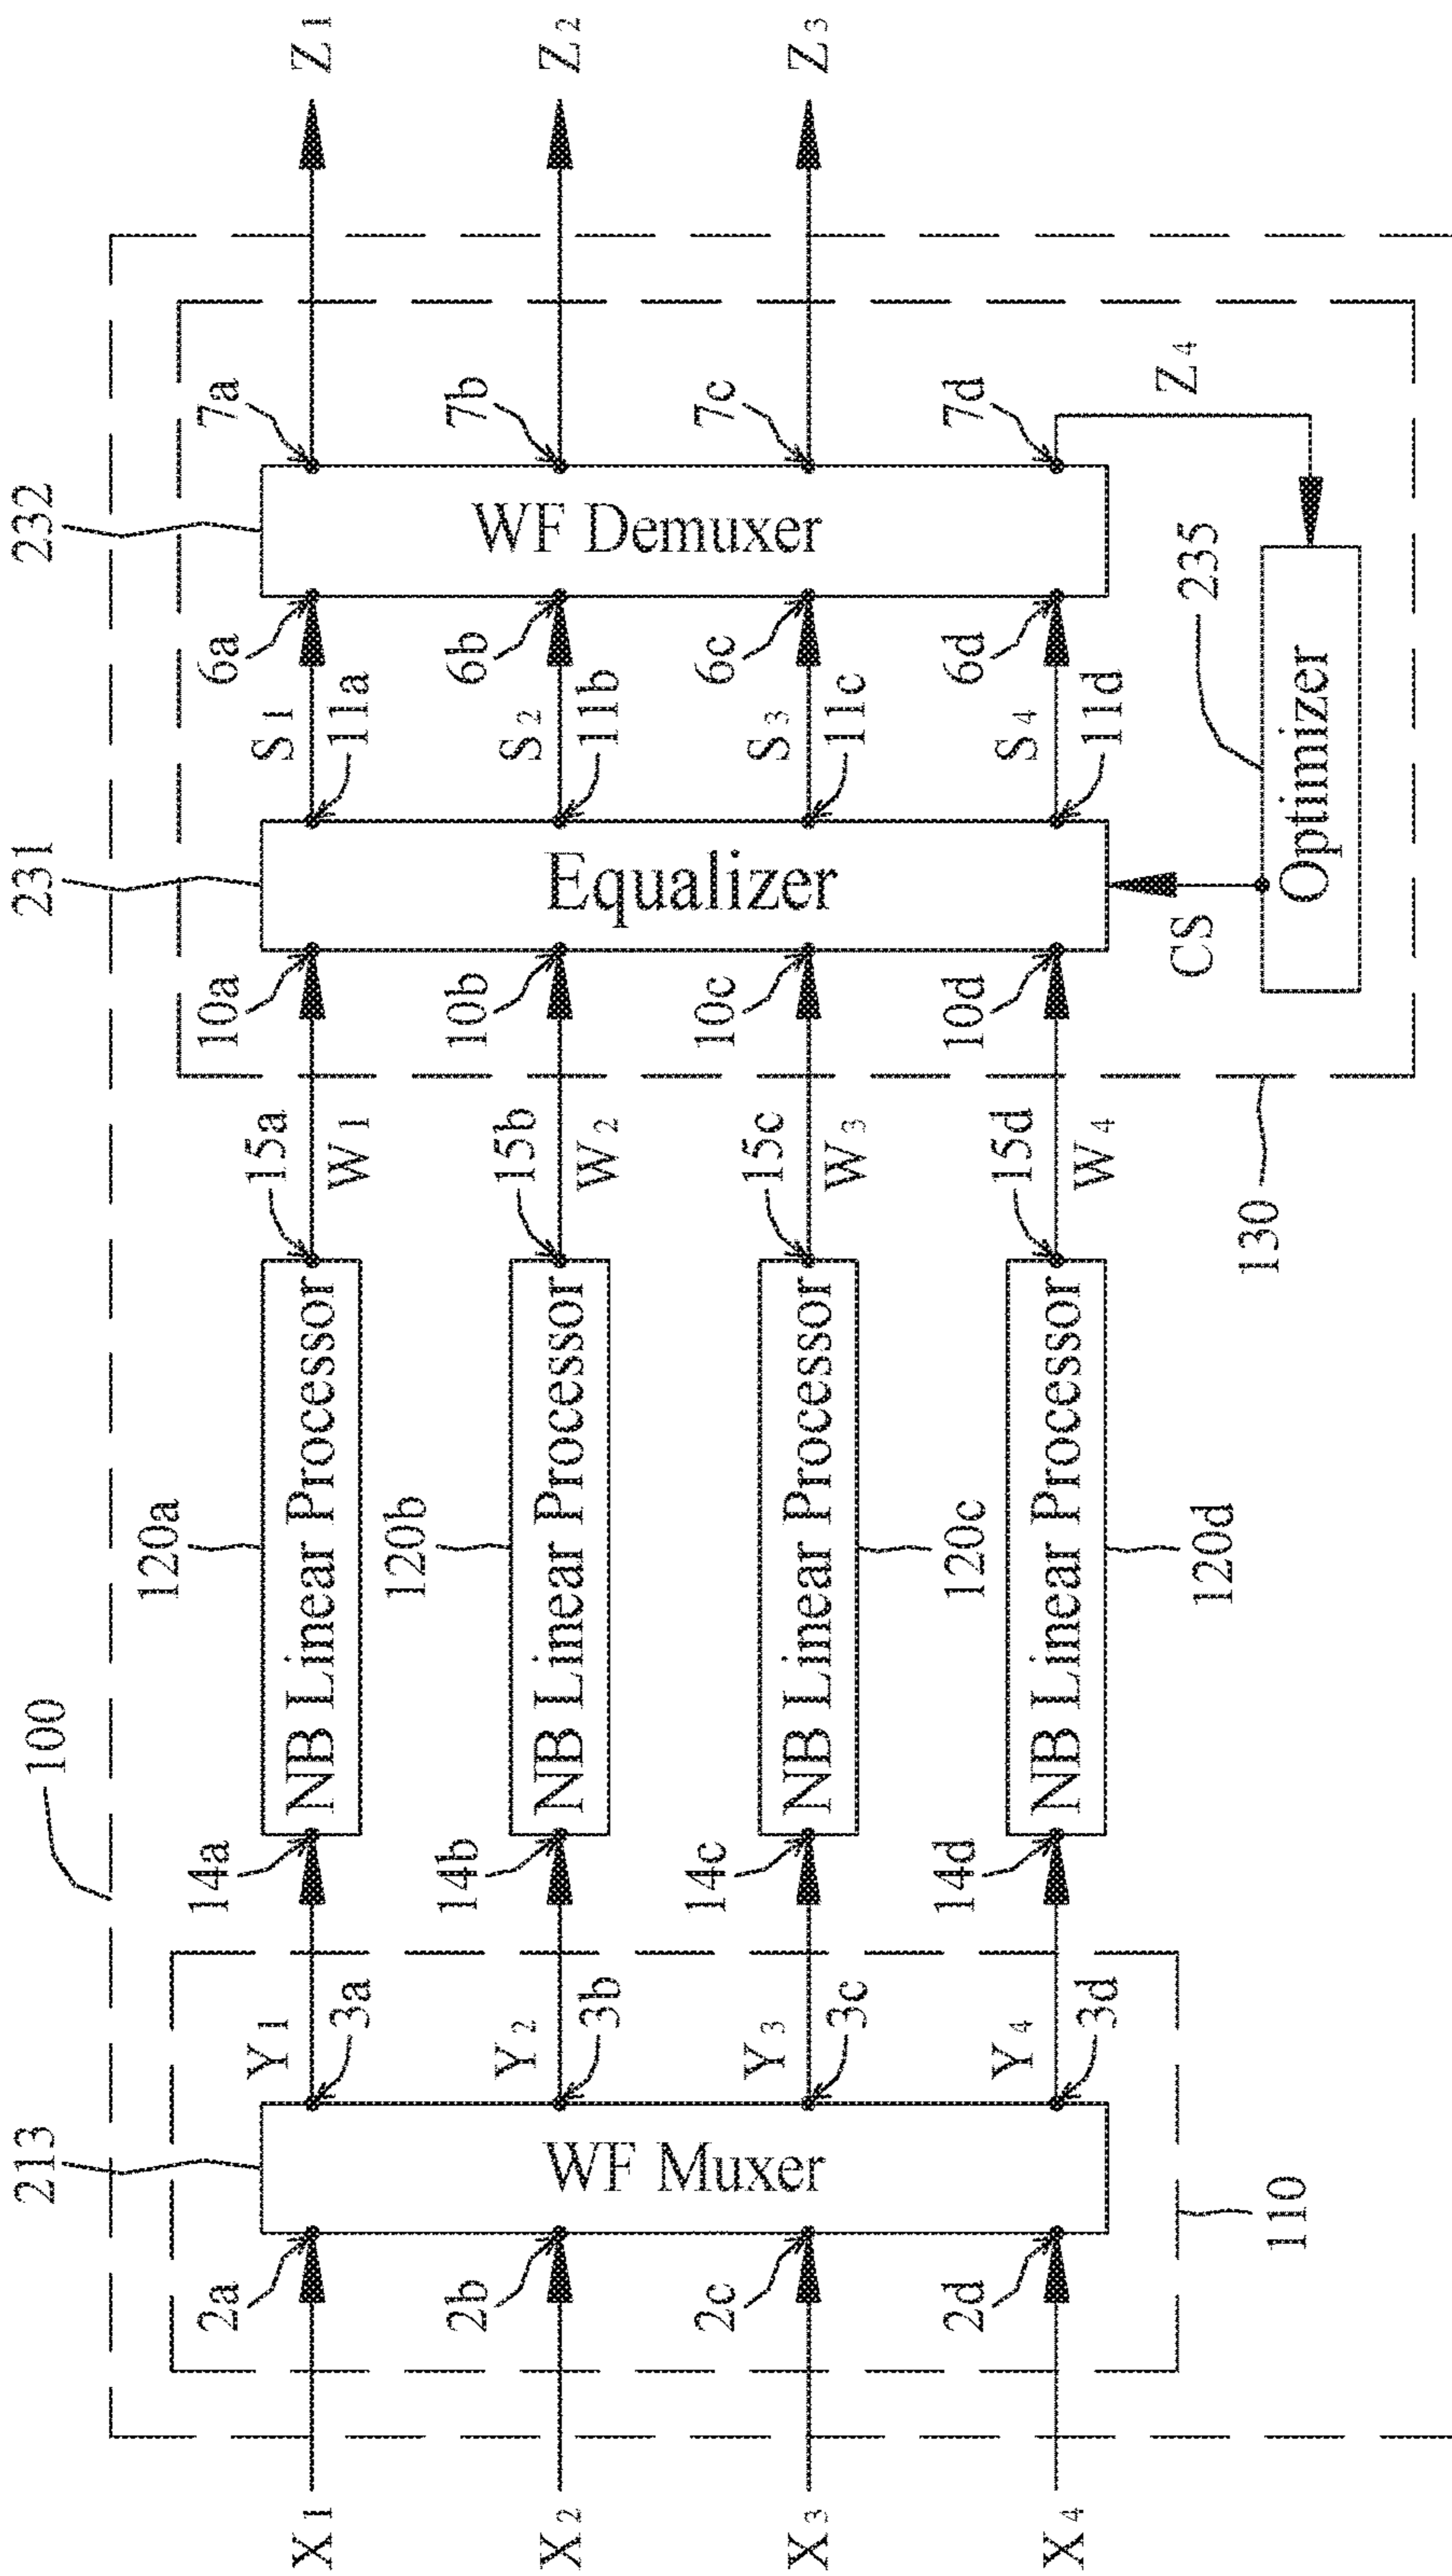 100
213
231
232
120a
2a
Y1
3a
14a
NB Linear Processor
15a
W1
10a
S1
11a
6a
7a
X1
Z1
120b
2b
Y2
3b
14b
NB Linear Processor
15b
W2
10b
S2
11b
6b
7b
X2
Z2
WF Muxer
Equalizer
WF Demuxer
2c
Y3
3c
14c
NB Linear Processor
15c
W3
10c
S3
11c
6c
7c
X3
Z3
120c
2d
Y4
3d
14d
NB Linear Processor
15d
W4
10d
S4
11d
6d
7d
X4
120d
Z4
CS
235
Optimizer
110
130